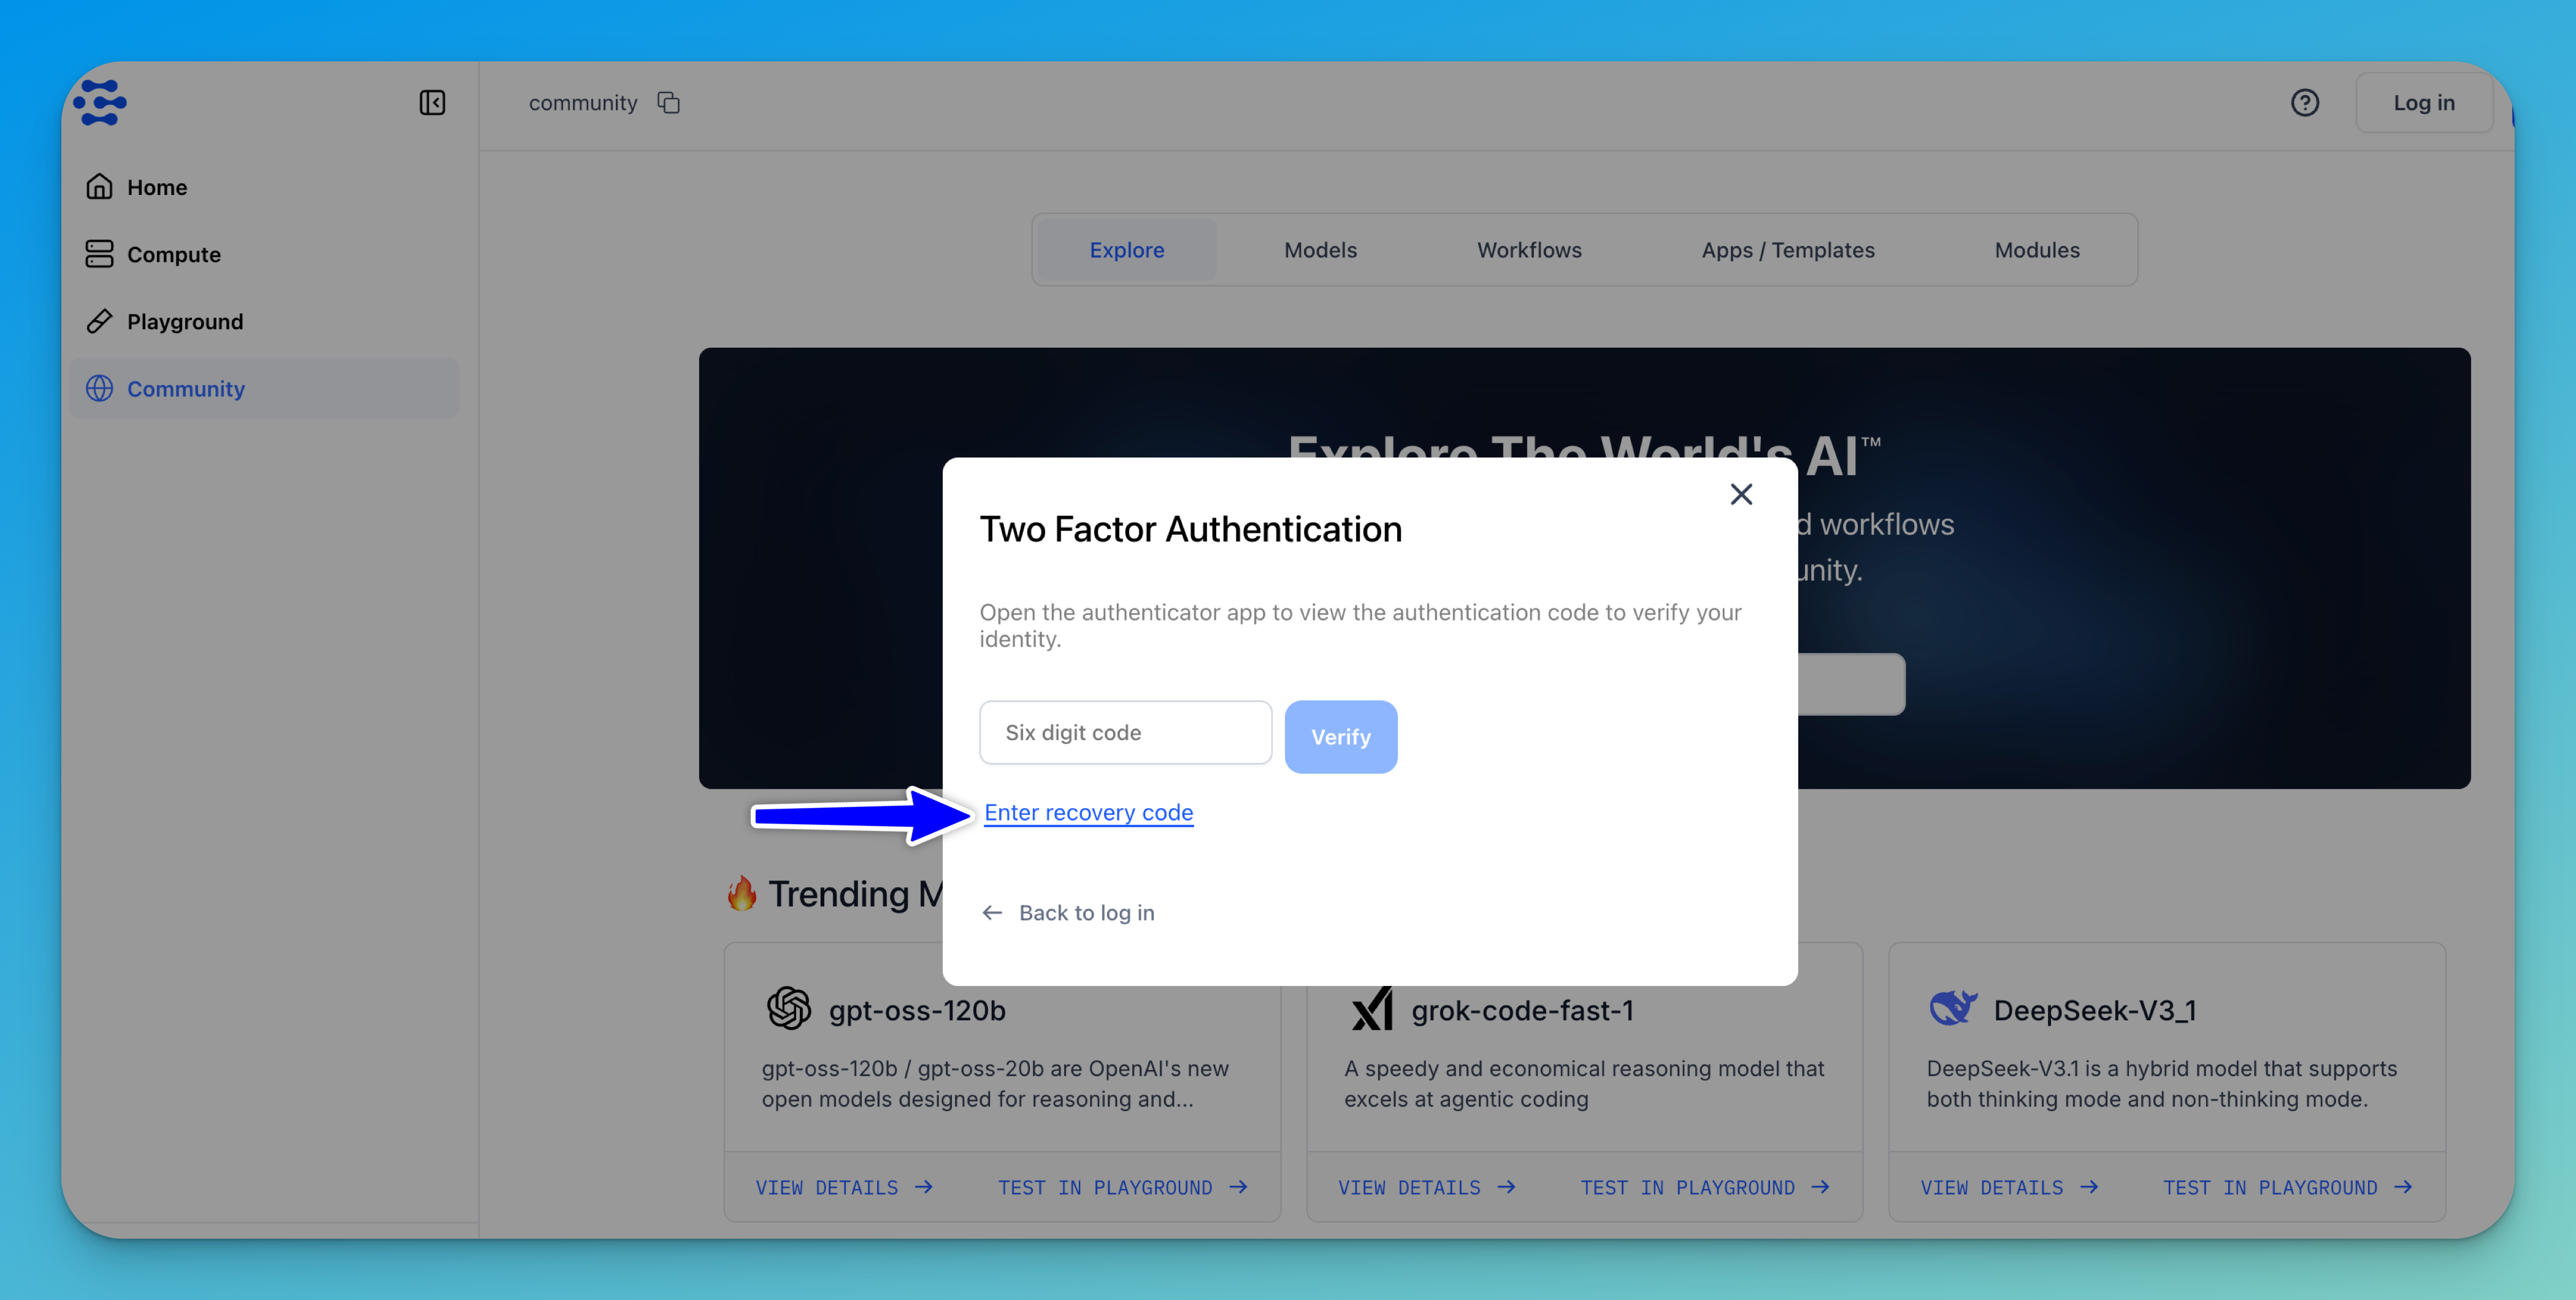 community
Log in
Home
Compute
Playground
Community
Explore
Models
Workflows
Apps / Templates
Modules
Explore The World's AI™
d workflows
unity.
Two Factor Authentication
Open the authenticator app to view the authentication code to verify your
identity.
Six digit code
Verify
Enter recovery code
Back to log in
Trending M
gpt-oss-120b
gpt-oss-120b / gpt-oss-20b are OpenAI's new
open models designed for reasoning and...
VIEW DETAILS
TEST IN PLAYGROUND
grok-code-fast-1
A speedy and economical reasoning model that
excels at agentic coding
VIEW DETAILS
TEST IN PLAYGROUND
DeepSeek-V3_1
DeepSeek-V3.1 is a hybrid model that supports
both thinking mode and non-thinking mode.
VIEW DETAILS
TEST IN PLAYGROUND